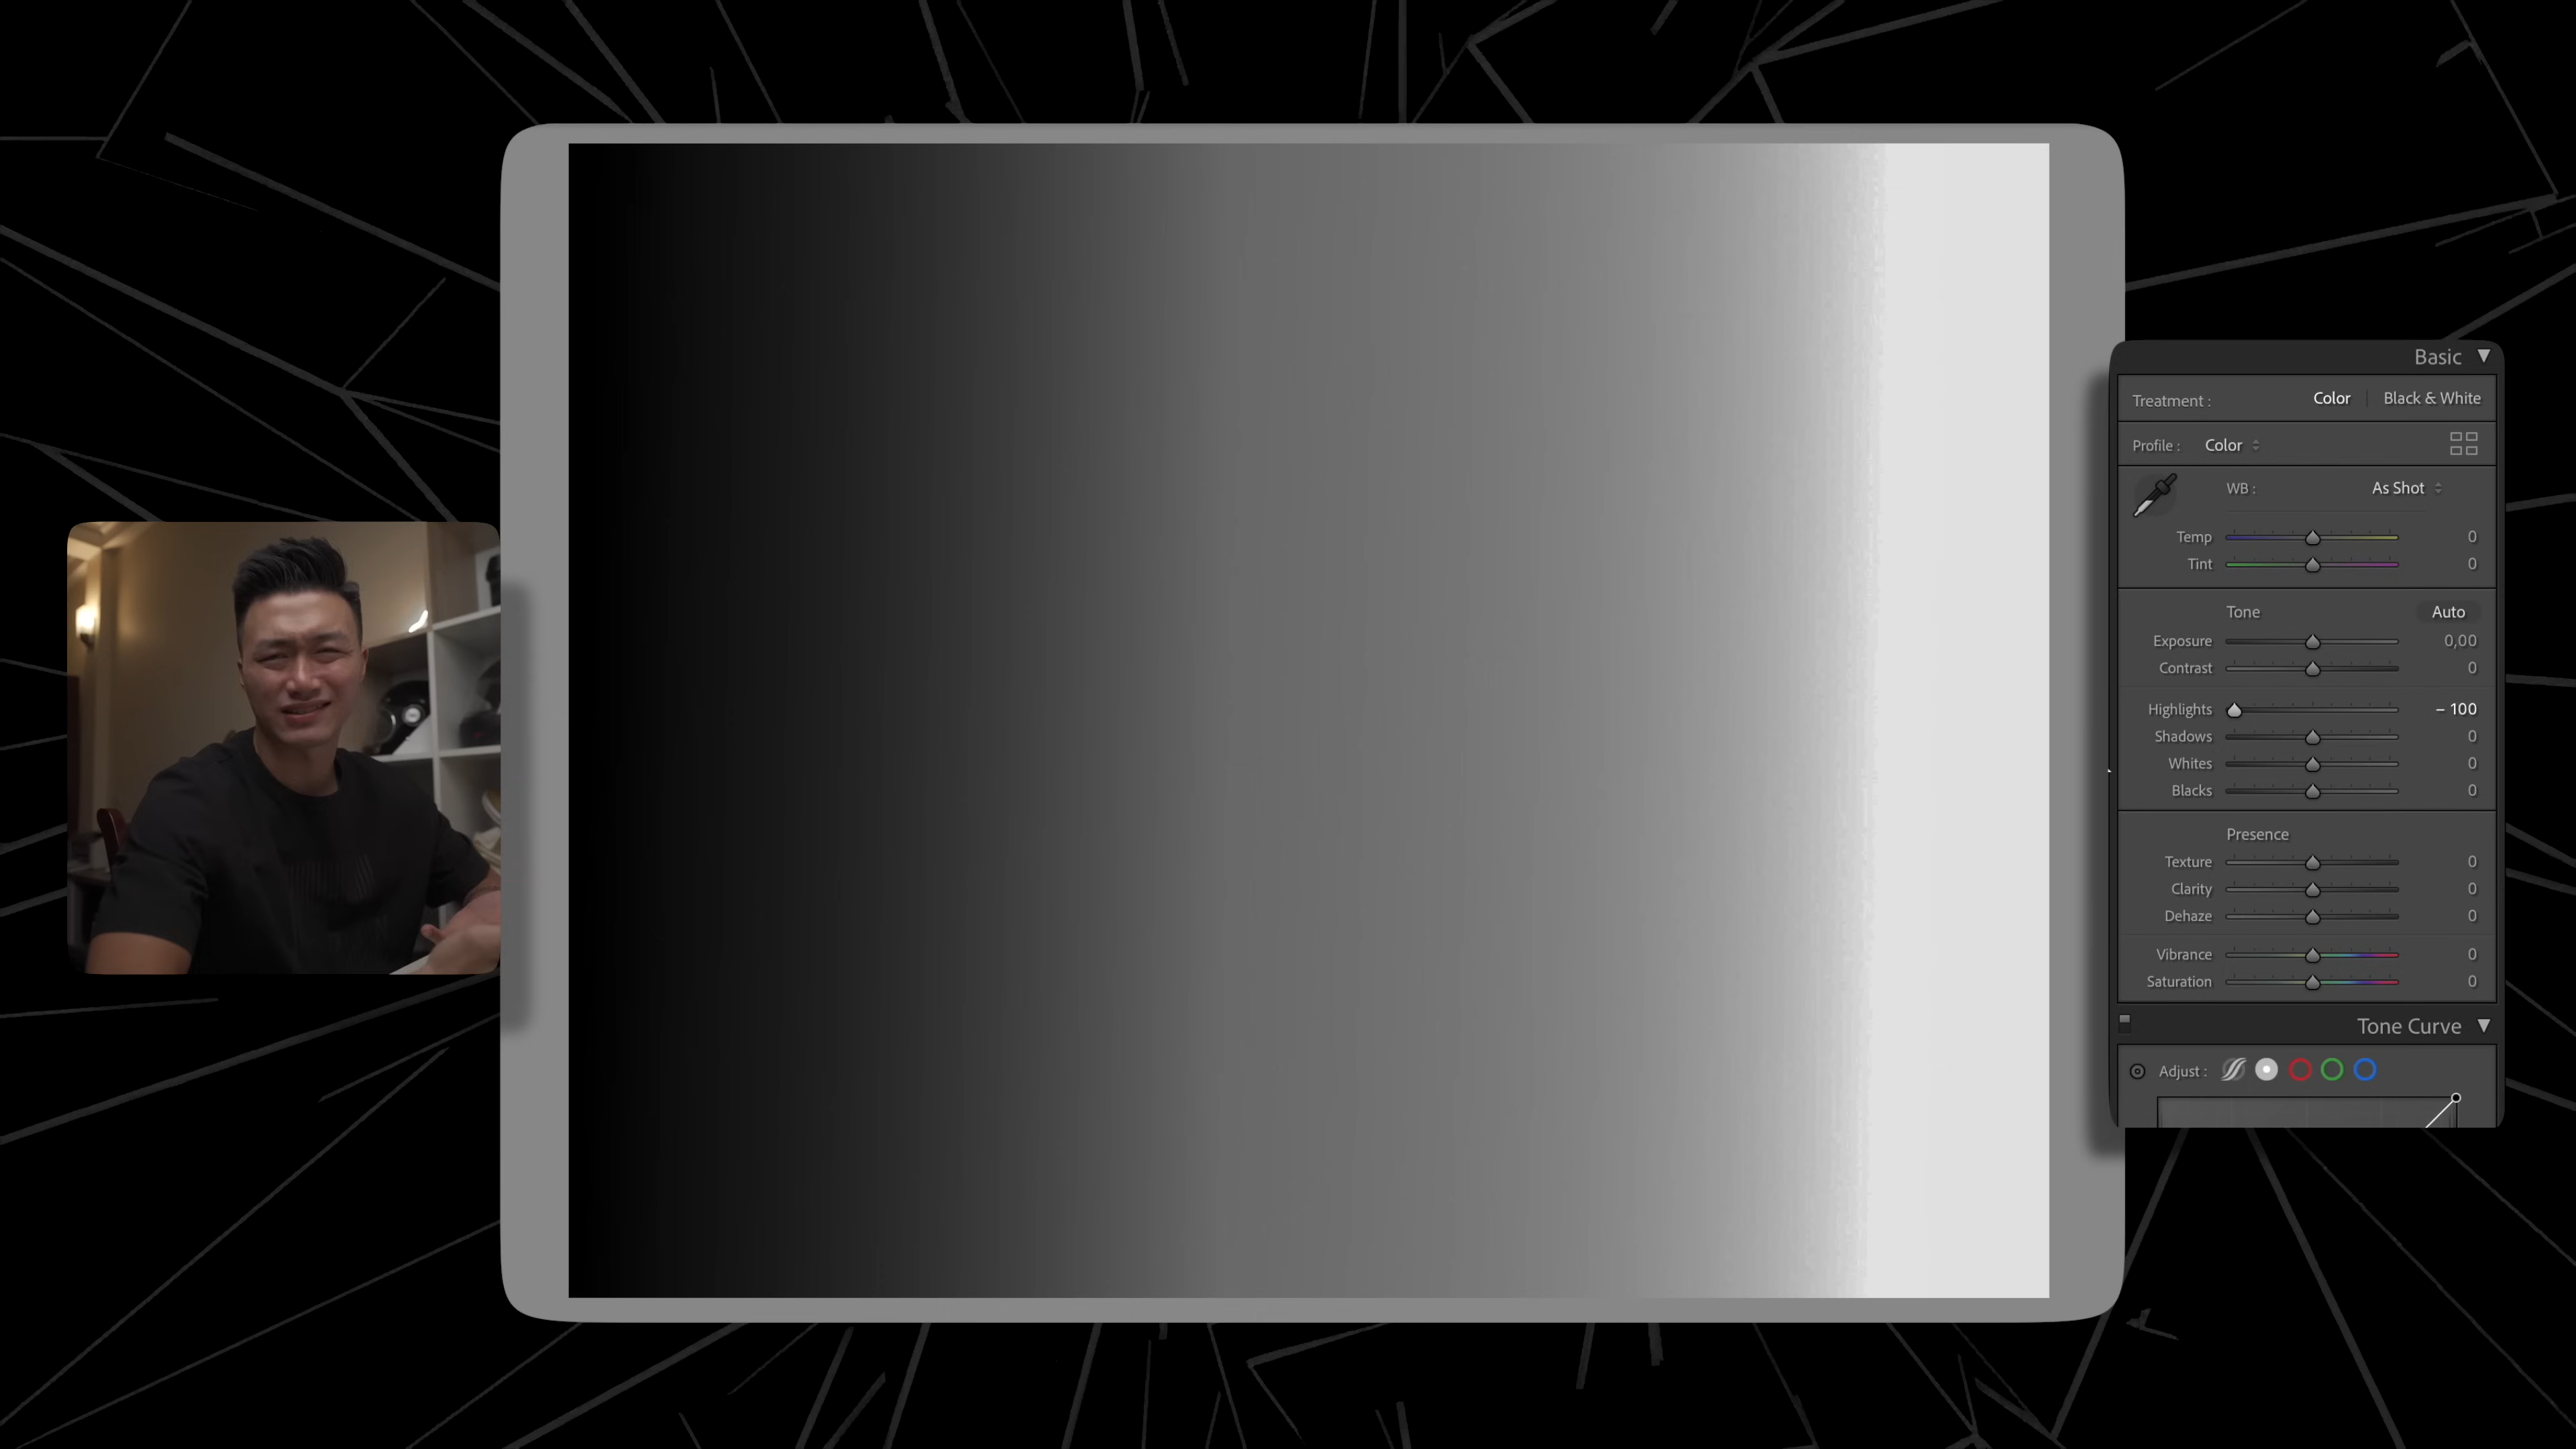 Basic
Treatment :
Color
Black & White
Profile :
Color
WB :
As Shot
Temp
0
Tint
0
Tone
Auto
Exposure
0,00
Contrast
0
Highlights
– 100
Shadows
0
Whites
0
Blacks
0
Presence
Texture
0
Clarity
0
Dehaze
0
Vibrance
0
Saturation
0
Tone Curve
Adjust :